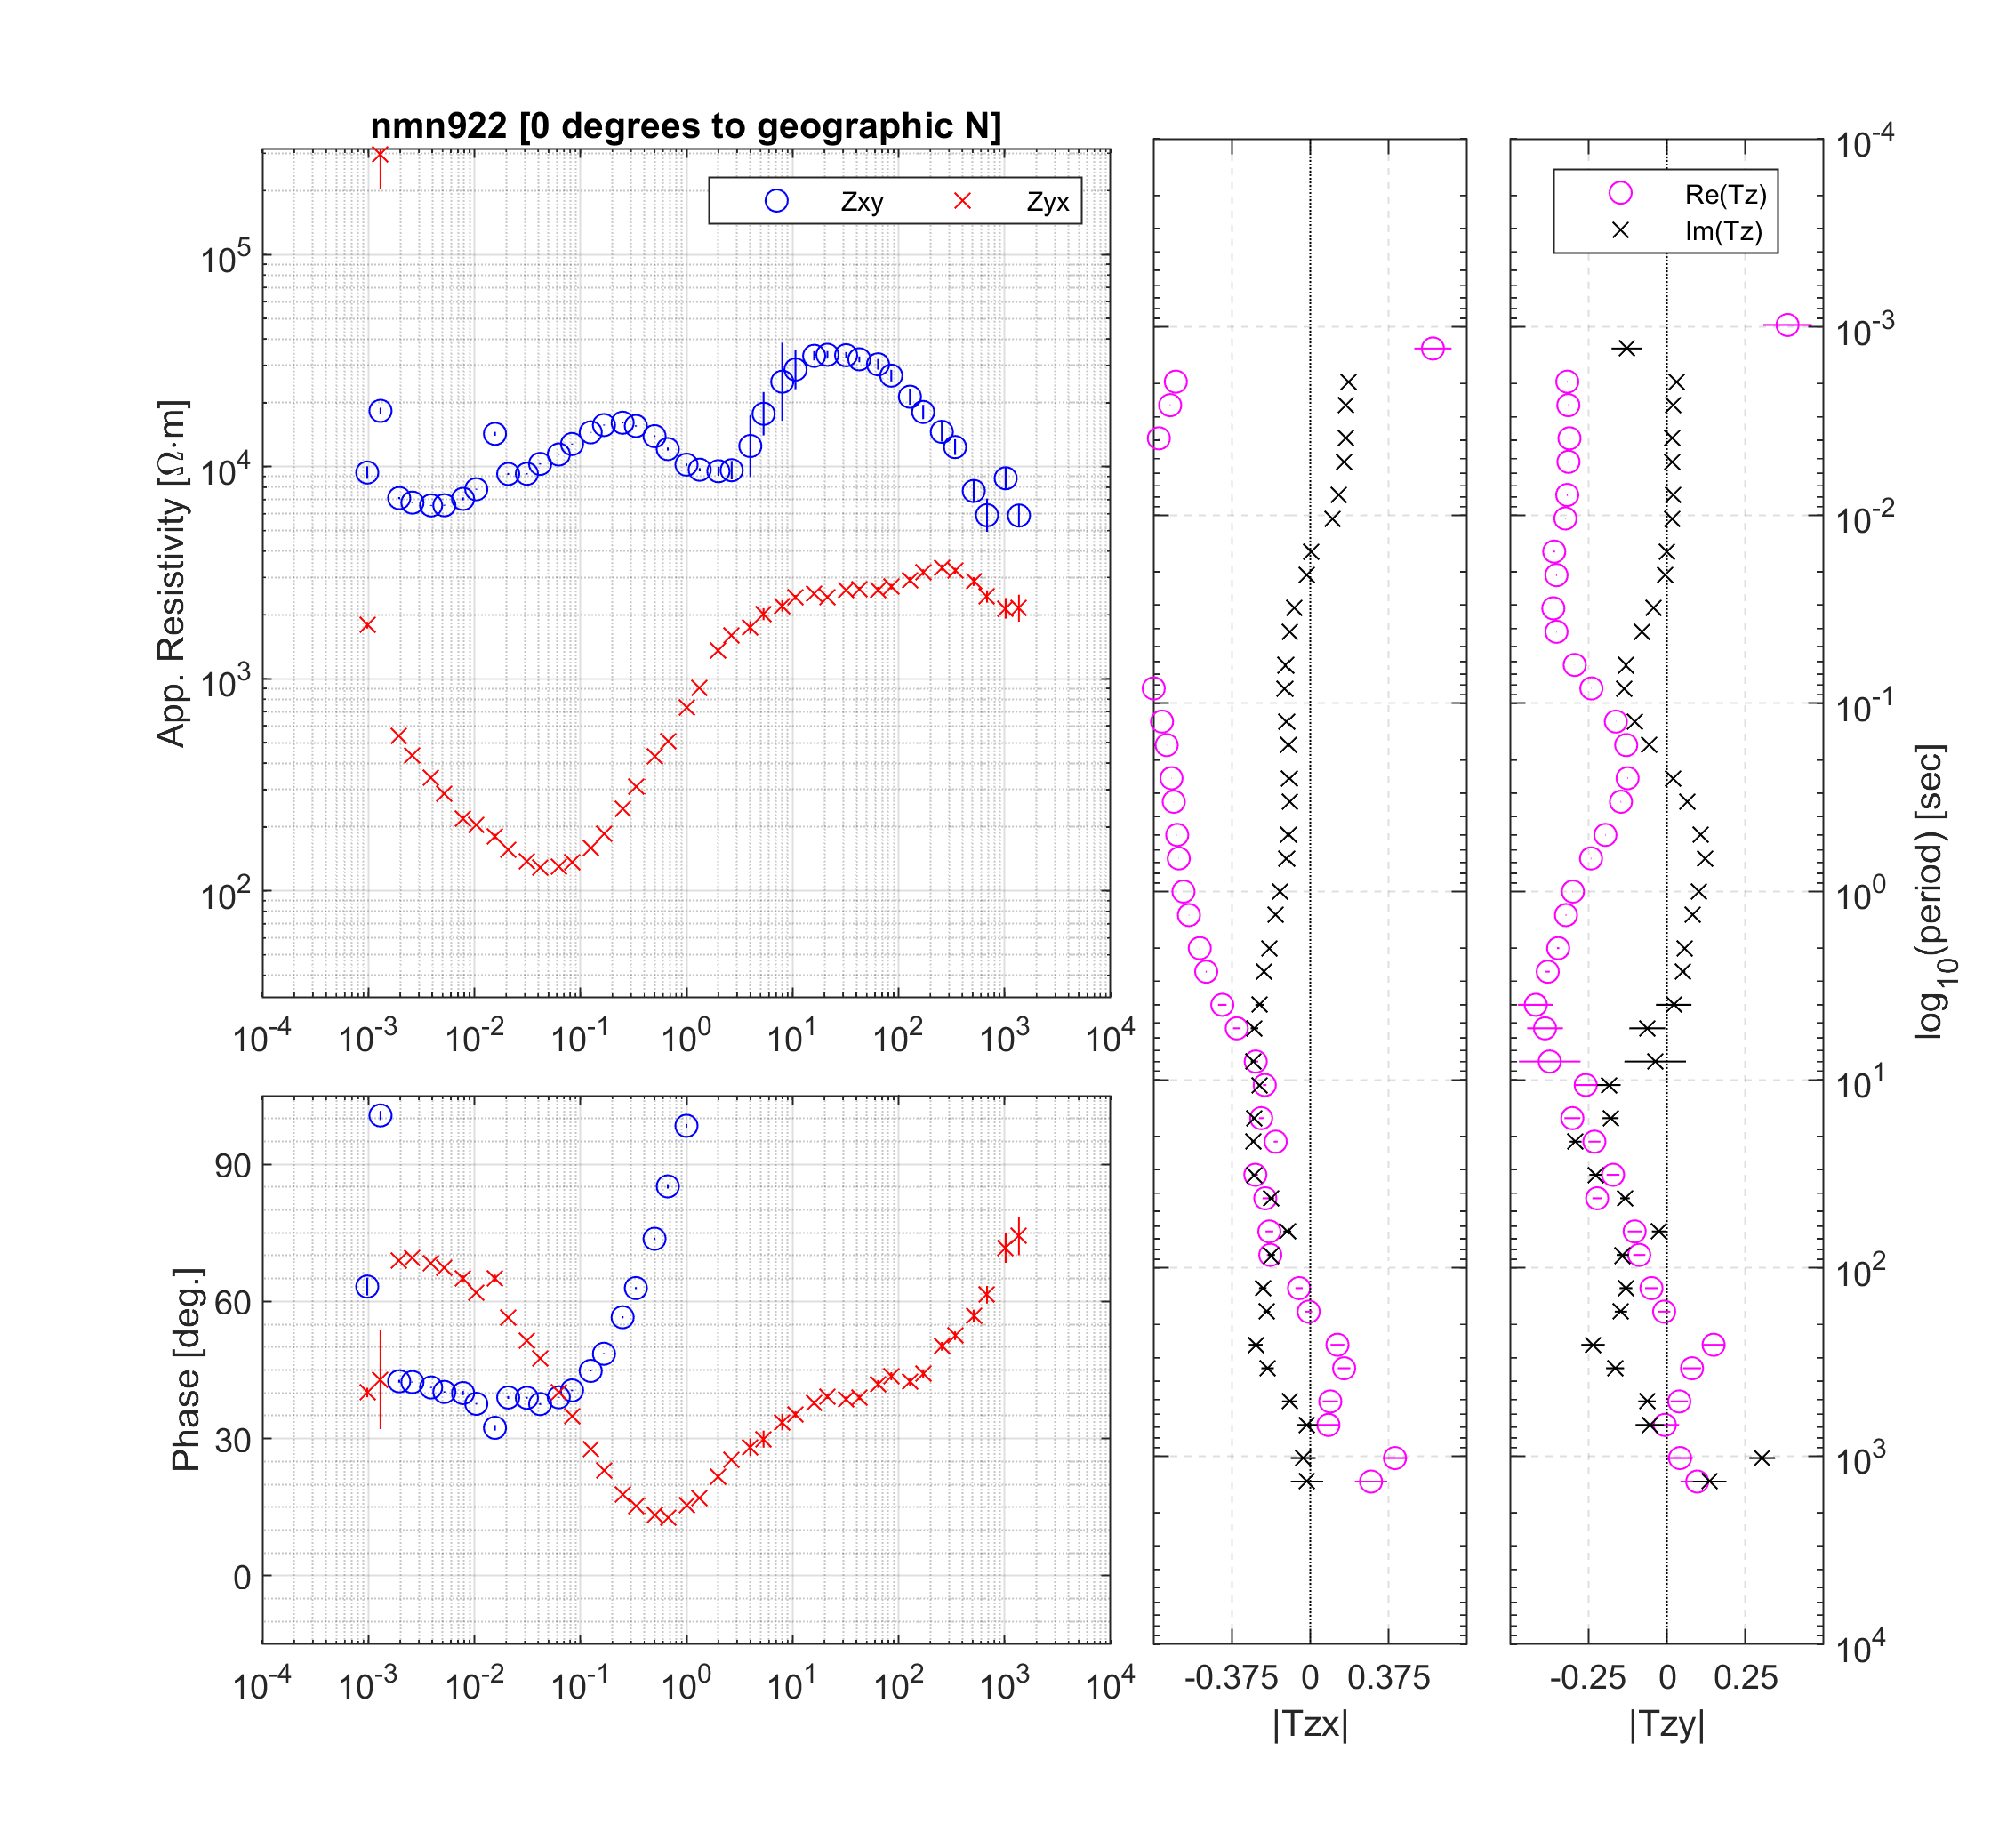 nmn922 [0 degrees to geographic N]
Zxy Zyx
App. Resistivity [Ω·m]
10^5
10^4
10^3
10^2
10^-4 10^-3 10^-2 10^-1 10^0 10^1 10^2 10^3 10^4
Phase [deg.]
90
60
30
0
10^-4 10^-3 10^-2 10^-1 10^0 10^1 10^2 10^3 10^4
-0.375 0 0.375
|Tzx|
Re(Tz)
Im(Tz)
-0.25 0 0.25
|Tzy|
10^-4
10^-3
10^-2
10^-1
10^0
10^1
10^2
10^3
10^4
log_10(period) [sec]